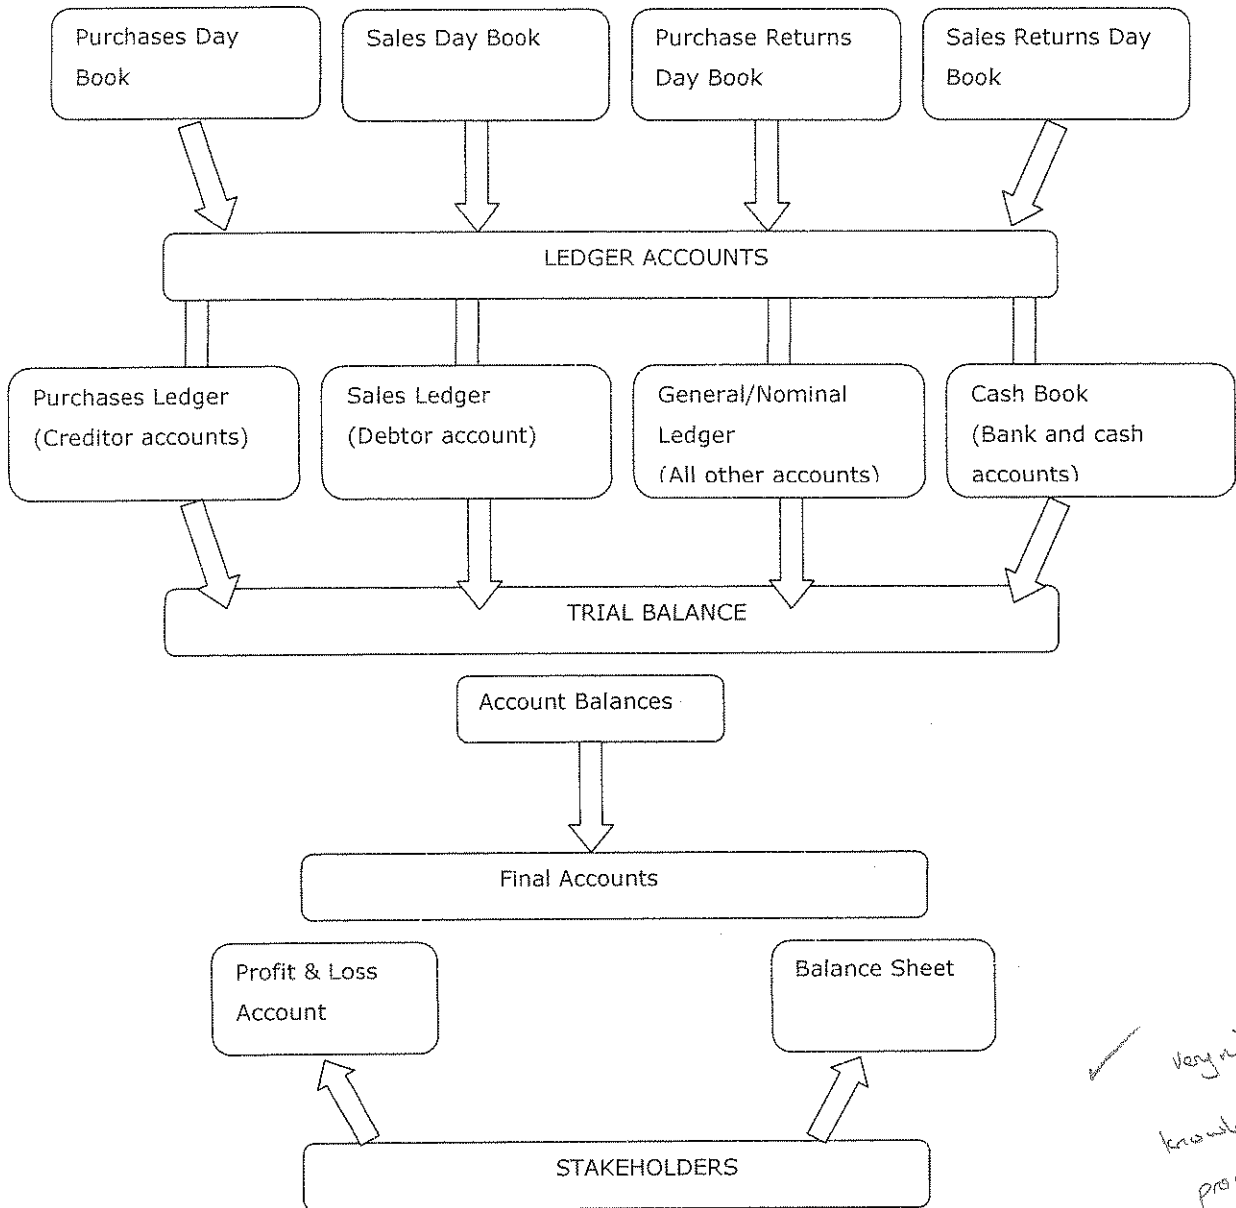 Purchases Day
Book
Sales Day Book
Purchase Returns
Day Book
Sales Returns Day
Book
LEDGER ACCOUNTS
Purchases Ledger
(Creditor accounts)
Sales Ledger
(Debtor account)
General/Nominal
Ledger
(All other accounts)
Cash Book
(Bank and cash
accounts)
TRIAL BALANCE
Account Balances
Final Accounts
Profit & Loss
Account
Balance Sheet
STAKEHOLDERS
very